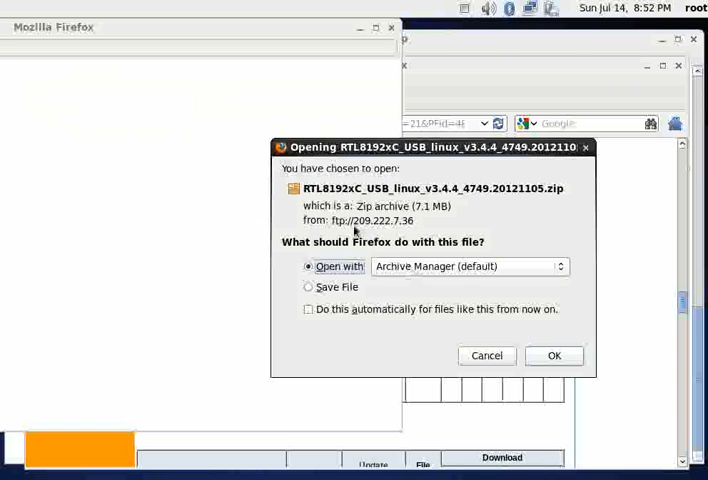 Sun Jul 14, 8:52 PM root
Mozilla Firefox
Google
Opening RTL8192xC_USB_linux_v3.4.4_4749.2012110
You have chosen to open:
RTL8192xC_USB_linux_v3.4.4_4749.20121105.zip
which is a: Zip archive (7.1 MB)
from: ftp://209.222.7.36
What should Firefox do with this file?
Open with Archive Manager (default)
Save File
Do this automatically for files like this from now on.
Cancel OK
Update File Download